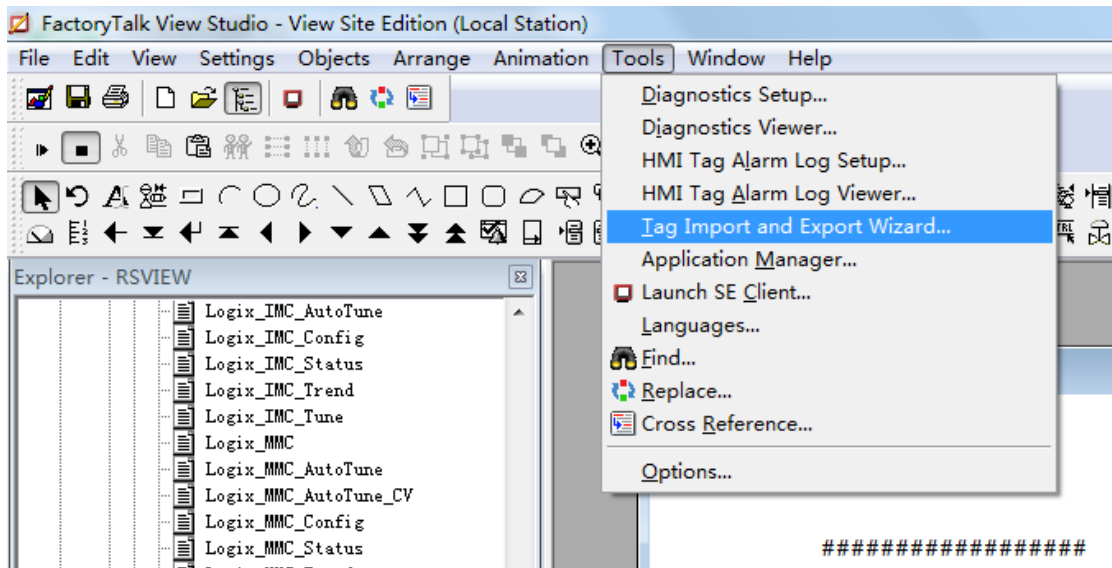 FactoryTalk View Studio - View Site Edition (Local Station)
File Edit View Settings Objects Arrange Animation Tools Window Help
Diagnostics Setup...
Diagnostics Viewer...
HMI Tag Alarm Log Setup...
HMI Tag Alarm Log Viewer...
Tag Import and Export Wizard...
Application Manager...
Launch SE Client...
Languages...
Find...
Replace...
Cross Reference...
Options...
Explorer - RSVIEW
Logix_IMC_AutoTune
Logix_IMC_Config
Logix_IMC_Status
Logix_IMC_Trend
Logix_IMC_Tune
Logix_MMC
Logix_MMC_AutoTune
Logix_MMC_AutoTune_CV
Logix_MMC_Config
Logix_MMC_Status
##################